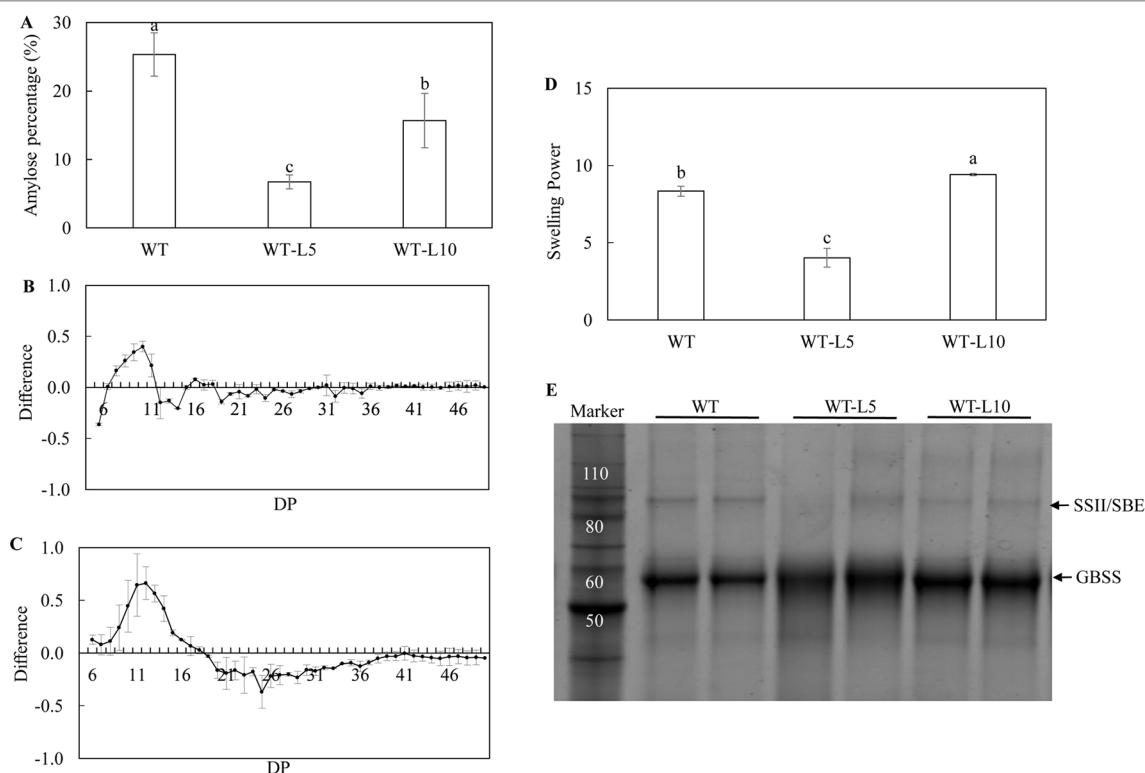 A
Amylose percentage (%)
30
20
10
0
a
c
b
WT
WT-L5
WT-L10
B
Difference
1.0
0.5
0.0
-0.5
-1.0
6 11 16 21 26 31 36 41 46
DP
C
Difference
1.0
0.5
0.0
-0.5
-1.0
6 11 16 21 26 31 36 41 46
DP
D
Swelling Power
15
10
5
0
b
c
a
WT
WT-L5
WT-L10
E
Marker
WT
WT-L5
WT-L10
110
80
60
50
SSII/SBE
GBSS